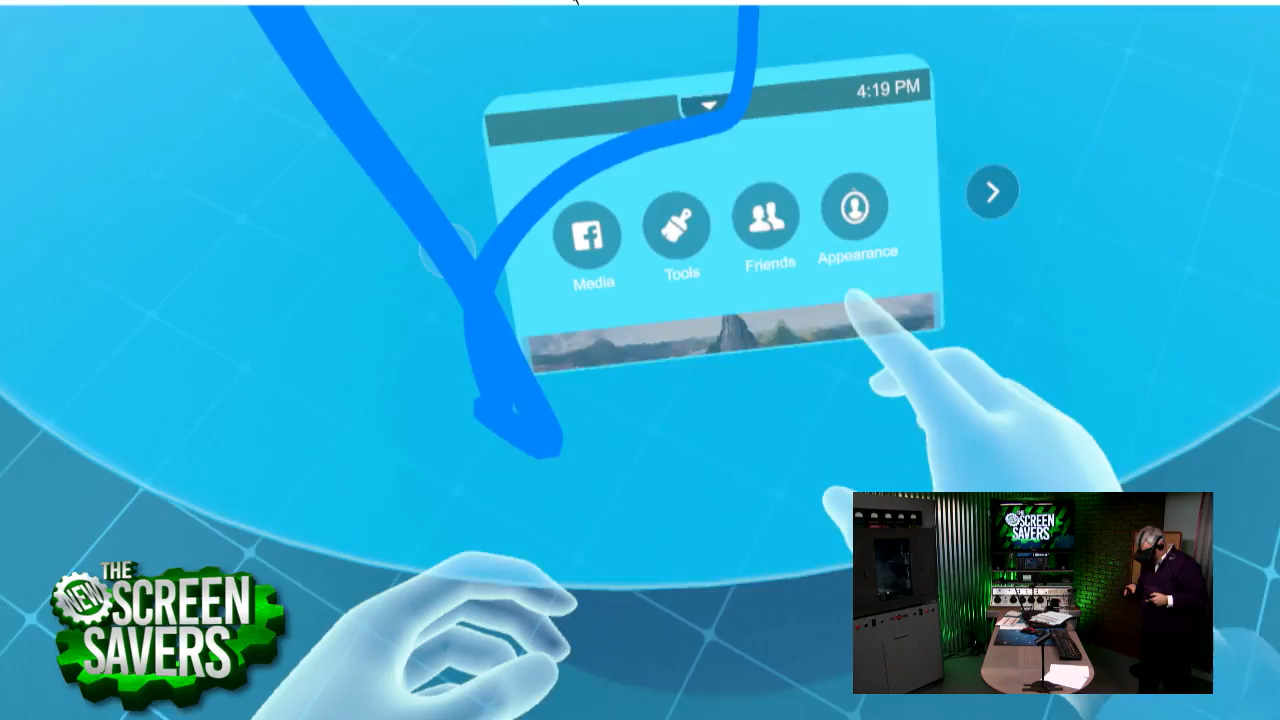 4:19 PM
Media
Tools
Friends
Appearance
THE
NEW SCREEN
SAVERS
THE
SCREEN
SAVERS